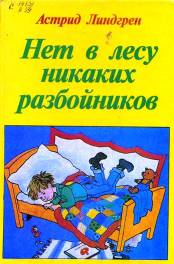 Астрид Линдгрен
Нет в лесу
никаких
разбойников